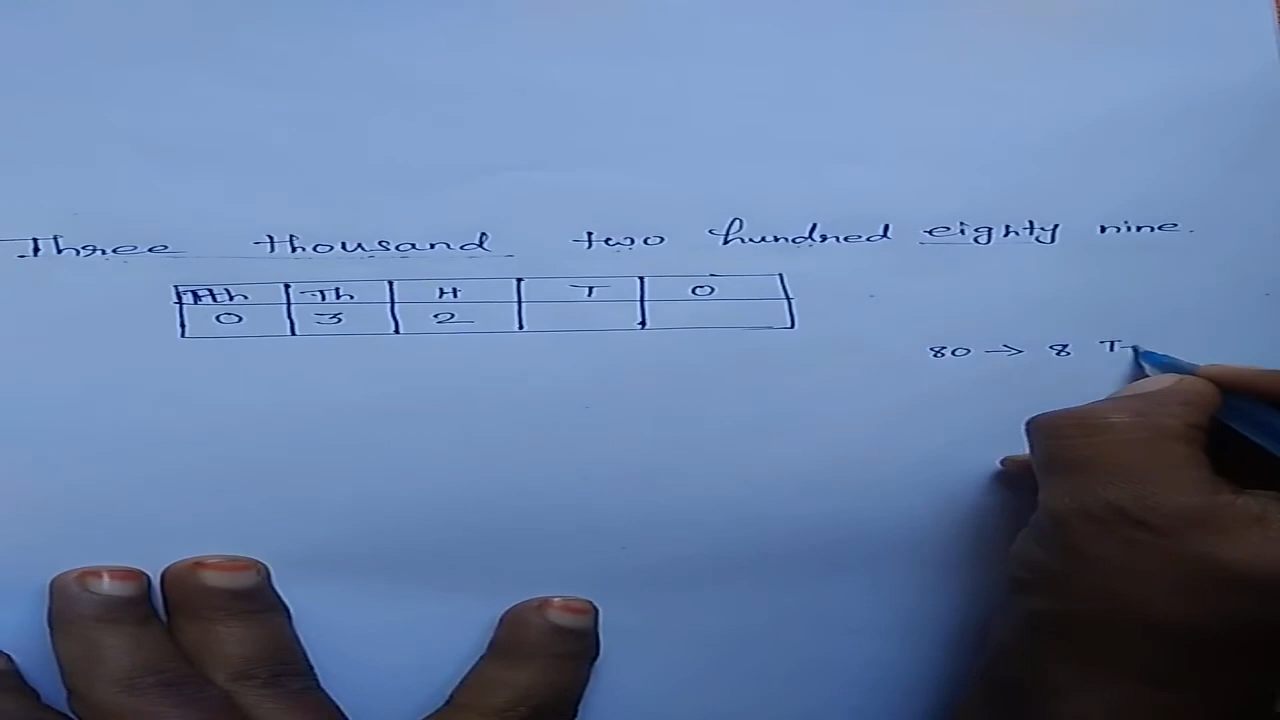 Three thousand two hundred eighty nine.
Tth Th H T O
0 3 2
80 → 8 T